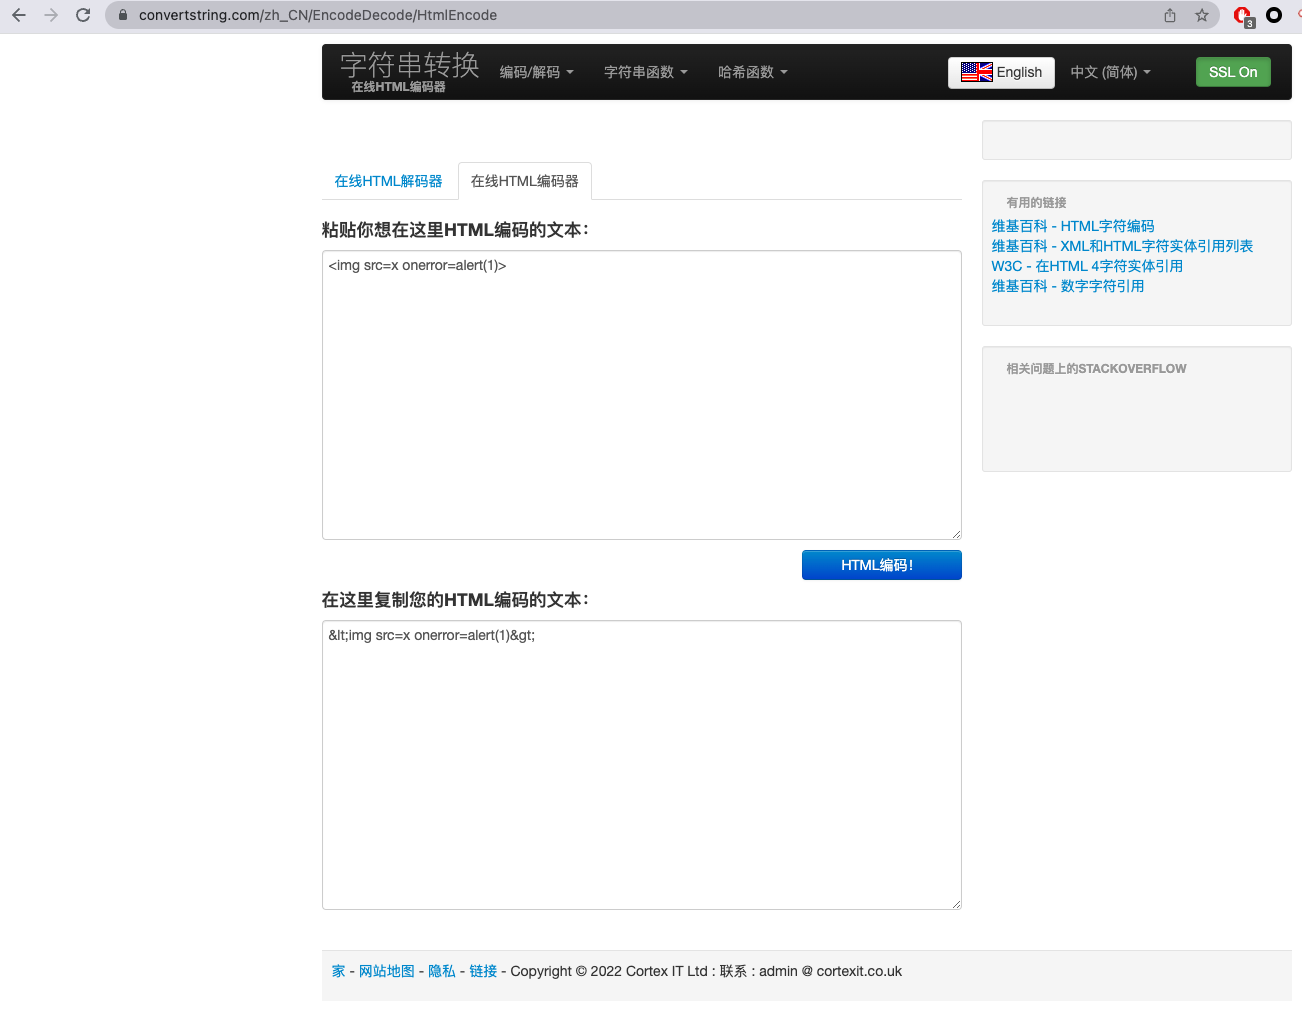 convertstring.com/zh_CN/EncodeDecode/HtmlEncode
3
字符串转换
在线HTML编码器
编码/解码
字符串函数
哈希函数
English
中文 (简体)
SSL On
在线HTML解码器
在线HTML编码器
粘贴你想在这里HTML编码的文本：
<img src=x onerror=alert(1)>
HTML编码！
在这里复制您的HTML编码的文本：
&lt;img src=x onerror=alert(1)&gt;
有用的链接
维基百科 - HTML字符编码
维基百科 - XML和HTML字符实体引用列表
W3C - 在HTML 4字符实体引用
维基百科 - 数字字符引用
相关问题上的STACKOVERFLOW
家 - 网站地图 - 隐私 - 链接 - Copyright © 2022 Cortex IT Ltd : 联系 : admin @ cortexit.co.uk